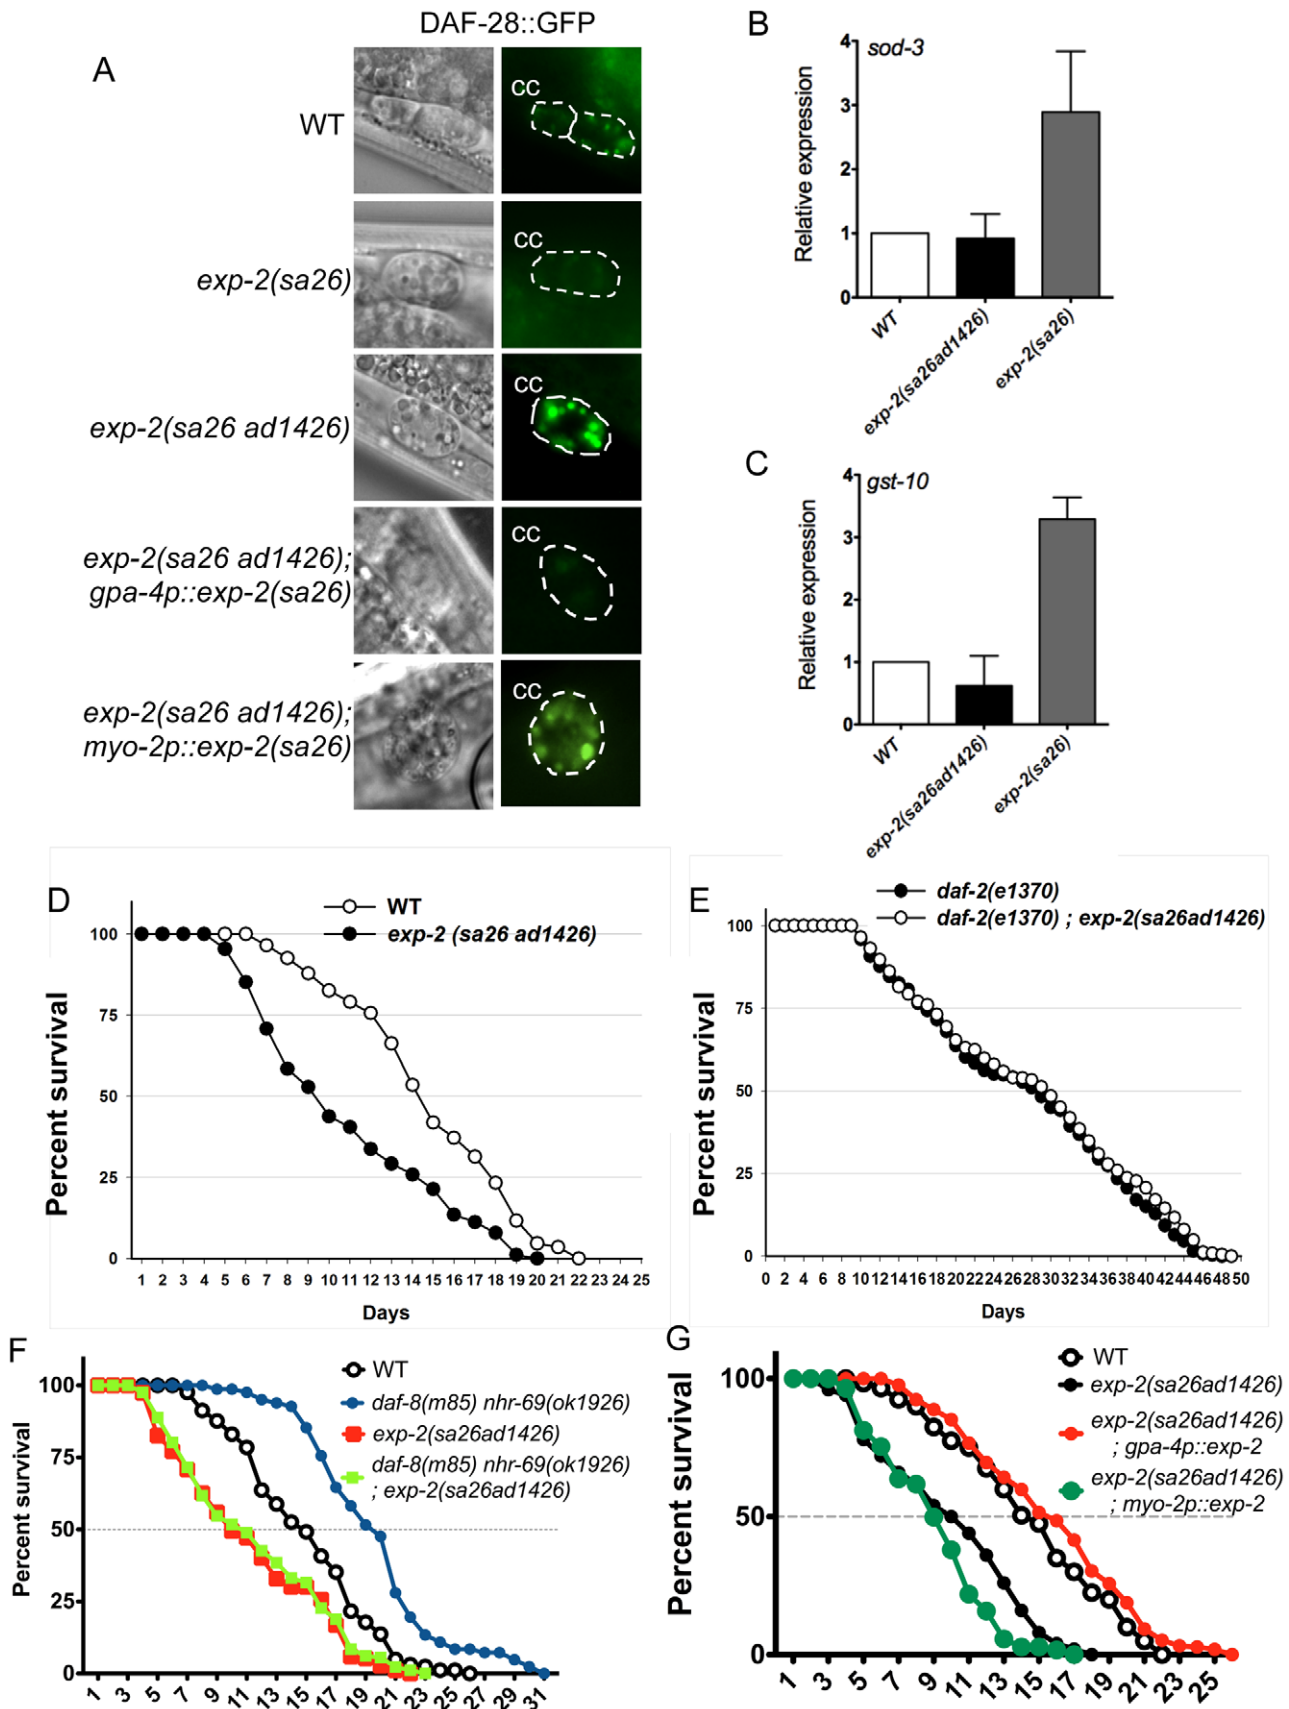 DAF-28::GFP
A
WT
CC
exp-2(sa26)
CC
exp-2(sa26 ad1426)
CC
exp-2(sa26 ad1426);
gpa-4p::exp-2(sa26)
CC
exp-2(sa26 ad1426);
myo-2p::exp-2(sa26)
CC
B
sod-3
Relative expression
4
3
2
1
0
WT
exp-2(sa26ad1426)
exp-2(sa26)
C
gst-10
Relative expression
4
3
2
1
0
WT
exp-2(sa26ad1426)
exp-2(sa26)
D
WT
exp-2 (sa26 ad1426)
Percent survival
100
75
50
25
0
1 2 3 4 5 6 7 8 9 10 11 12 13 14 15 16 17 18 19 20 21 22 23 24 25
Days
E
daf-2(e1370)
daf-2(e1370) ; exp-2(sa26ad1426)
Percent survival
100
75
50
25
0
0 2 4 6 8 10 12 14 16 18 20 22 24 26 28 30 32 34 36 38 40 42 44 46 48 50
Days
F
WT
daf-8(m85) nhr-69(ok1926)
exp-2(sa26ad1426)
daf-8(m85) nhr-69(ok1926)
; exp-2(sa26ad1426)
Percent survival
100
75
50
25
0
1 3 5 7 9 11 13 15 17 19 21 23 25 27 29 31
G
WT
exp-2(sa26ad1426)
exp-2(sa26ad1426)
; gpa-4p::exp-2
exp-2(sa26ad1426)
; myo-2p::exp-2
Percent survival
100
50
0
1 3 5 7 9 11 13 15 17 19 21 23 25